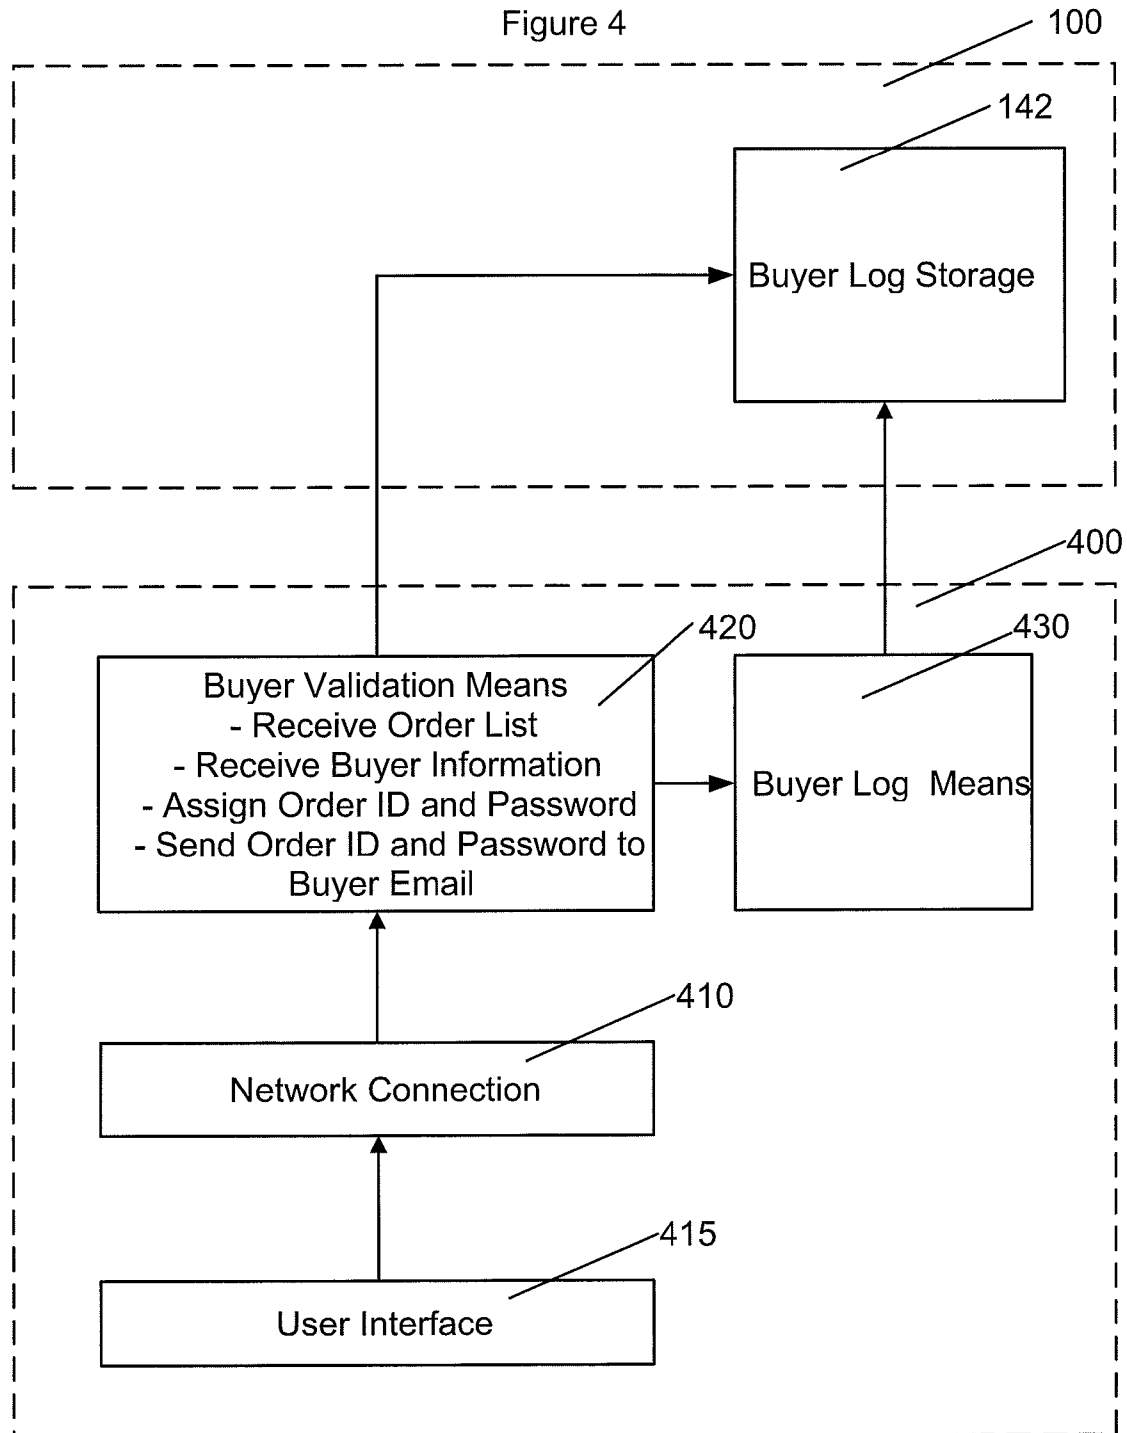 Figure 4
100
142
Buyer Log Storage
400
420
430
Buyer Validation Means
- Receive Order List
- Receive Buyer Information
- Assign Order ID and Password
- Send Order ID and Password to
Buyer Email
Buyer Log Means
410
Network Connection
415
User Interface